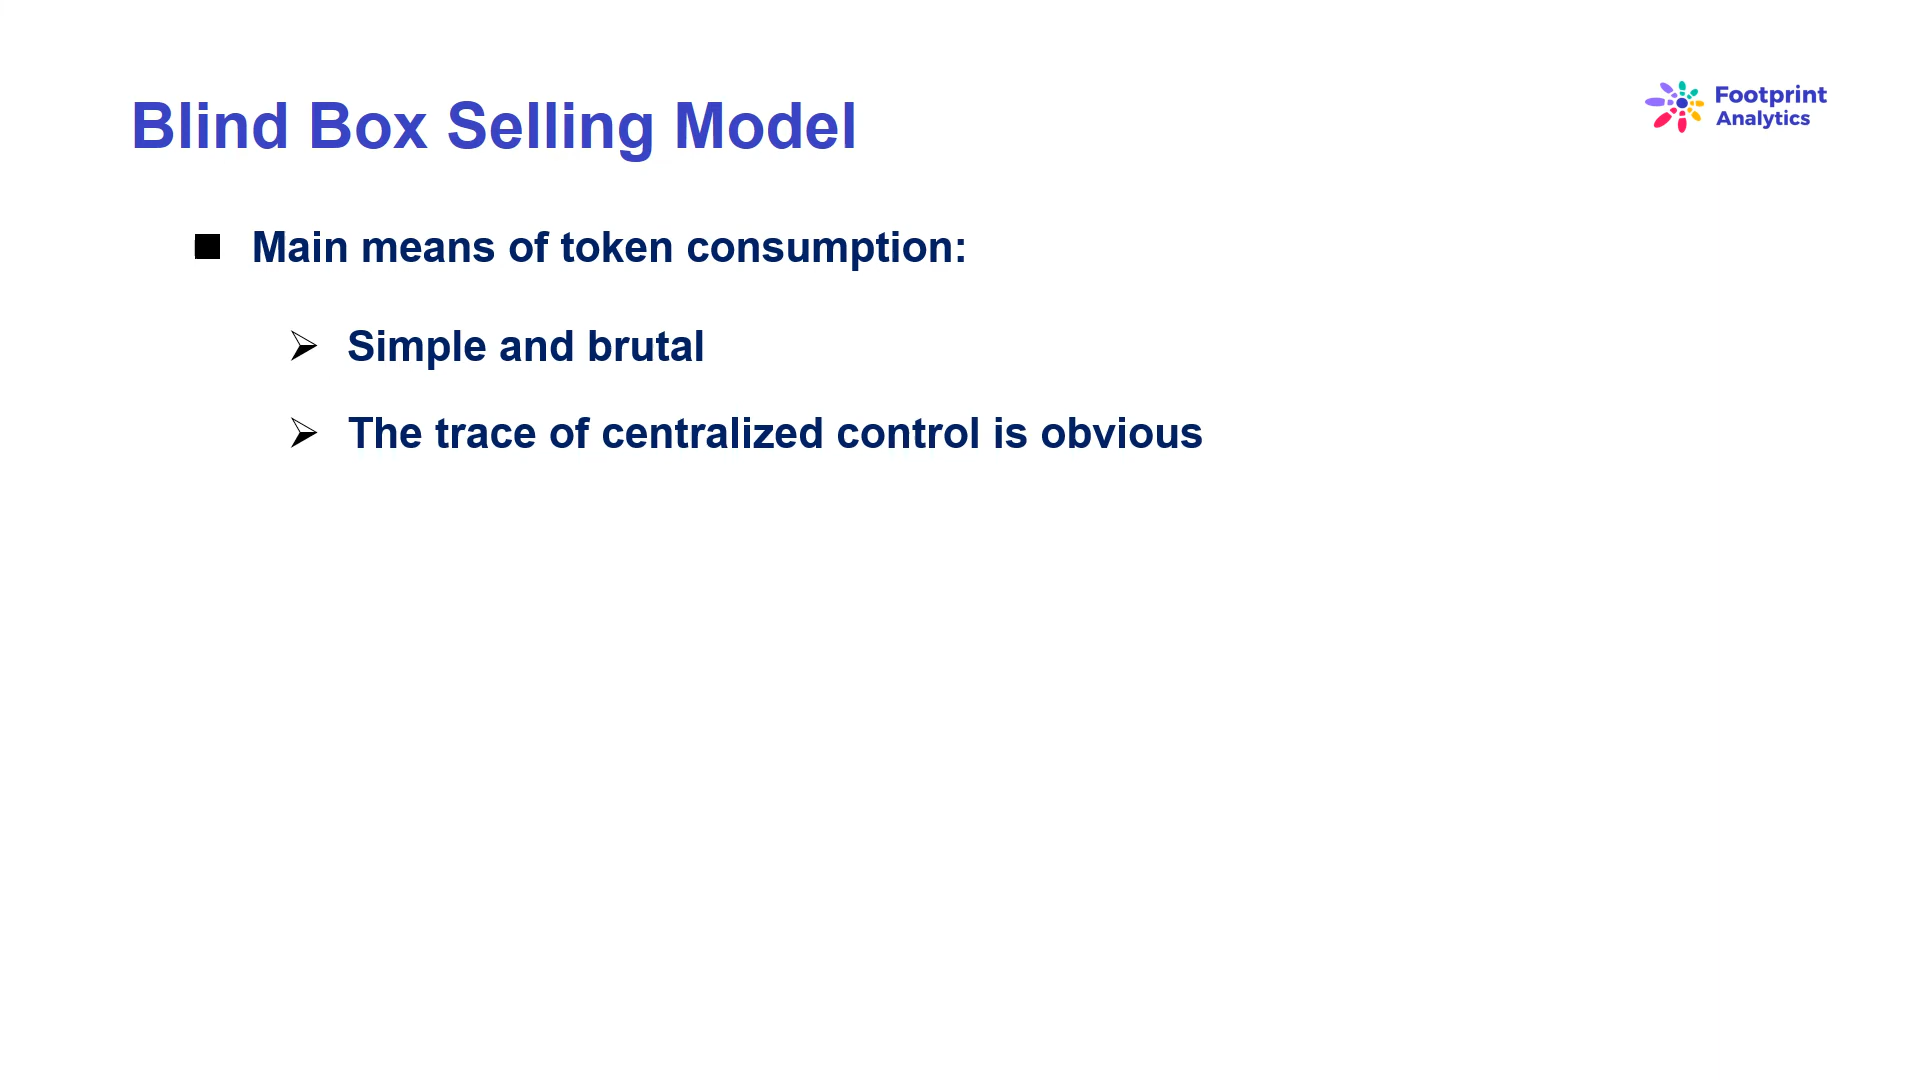 Blind Box Selling Model
Footprint
Analytics
Main means of token consumption:
Simple and brutal
The trace of centralized control is obvious